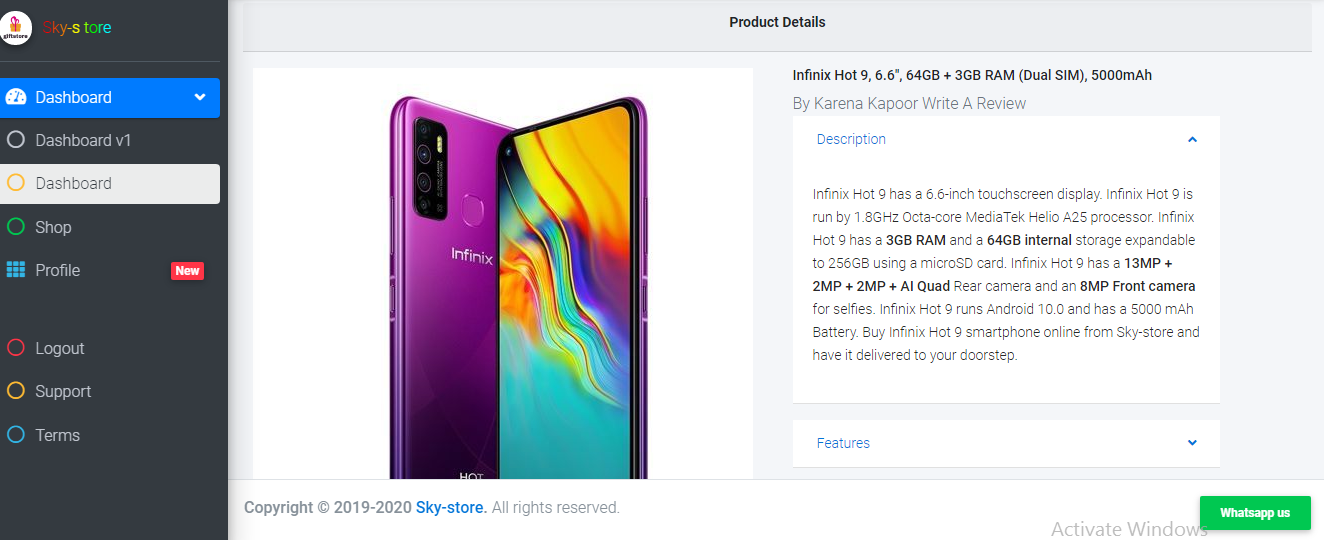 giftstore
Sky-s tore
Dashboard
Dashboard v1
Dashboard
Shop
Profile
New
Logout
Support
Terms
Product Details
Infinix
HOT
Infinix Hot 9, 6.6", 64GB + 3GB RAM (Dual SIM), 5000mAh
By Karena Kapoor Write A Review
Description
Infinix Hot 9 has a 6.6-inch touchscreen display. Infinix Hot 9 is
run by 1.8GHz Octa-core MediaTek Helio A25 processor. Infinix
Hot 9 has a 3GB RAM and a 64GB internal storage expandable
to 256GB using a microSD card. Infinix Hot 9 has a 13MP +
2MP + 2MP + AI Quad Rear camera and an 8MP Front camera
for selfies. Infinix Hot 9 runs Android 10.0 and has a 5000 mAh
Battery. Buy Infinix Hot 9 smartphone online from Sky-store and
have it delivered to your doorstep.
Features
Copyright © 2019-2020 Sky-store. All rights reserved.
Whatsapp us
Activate Windows